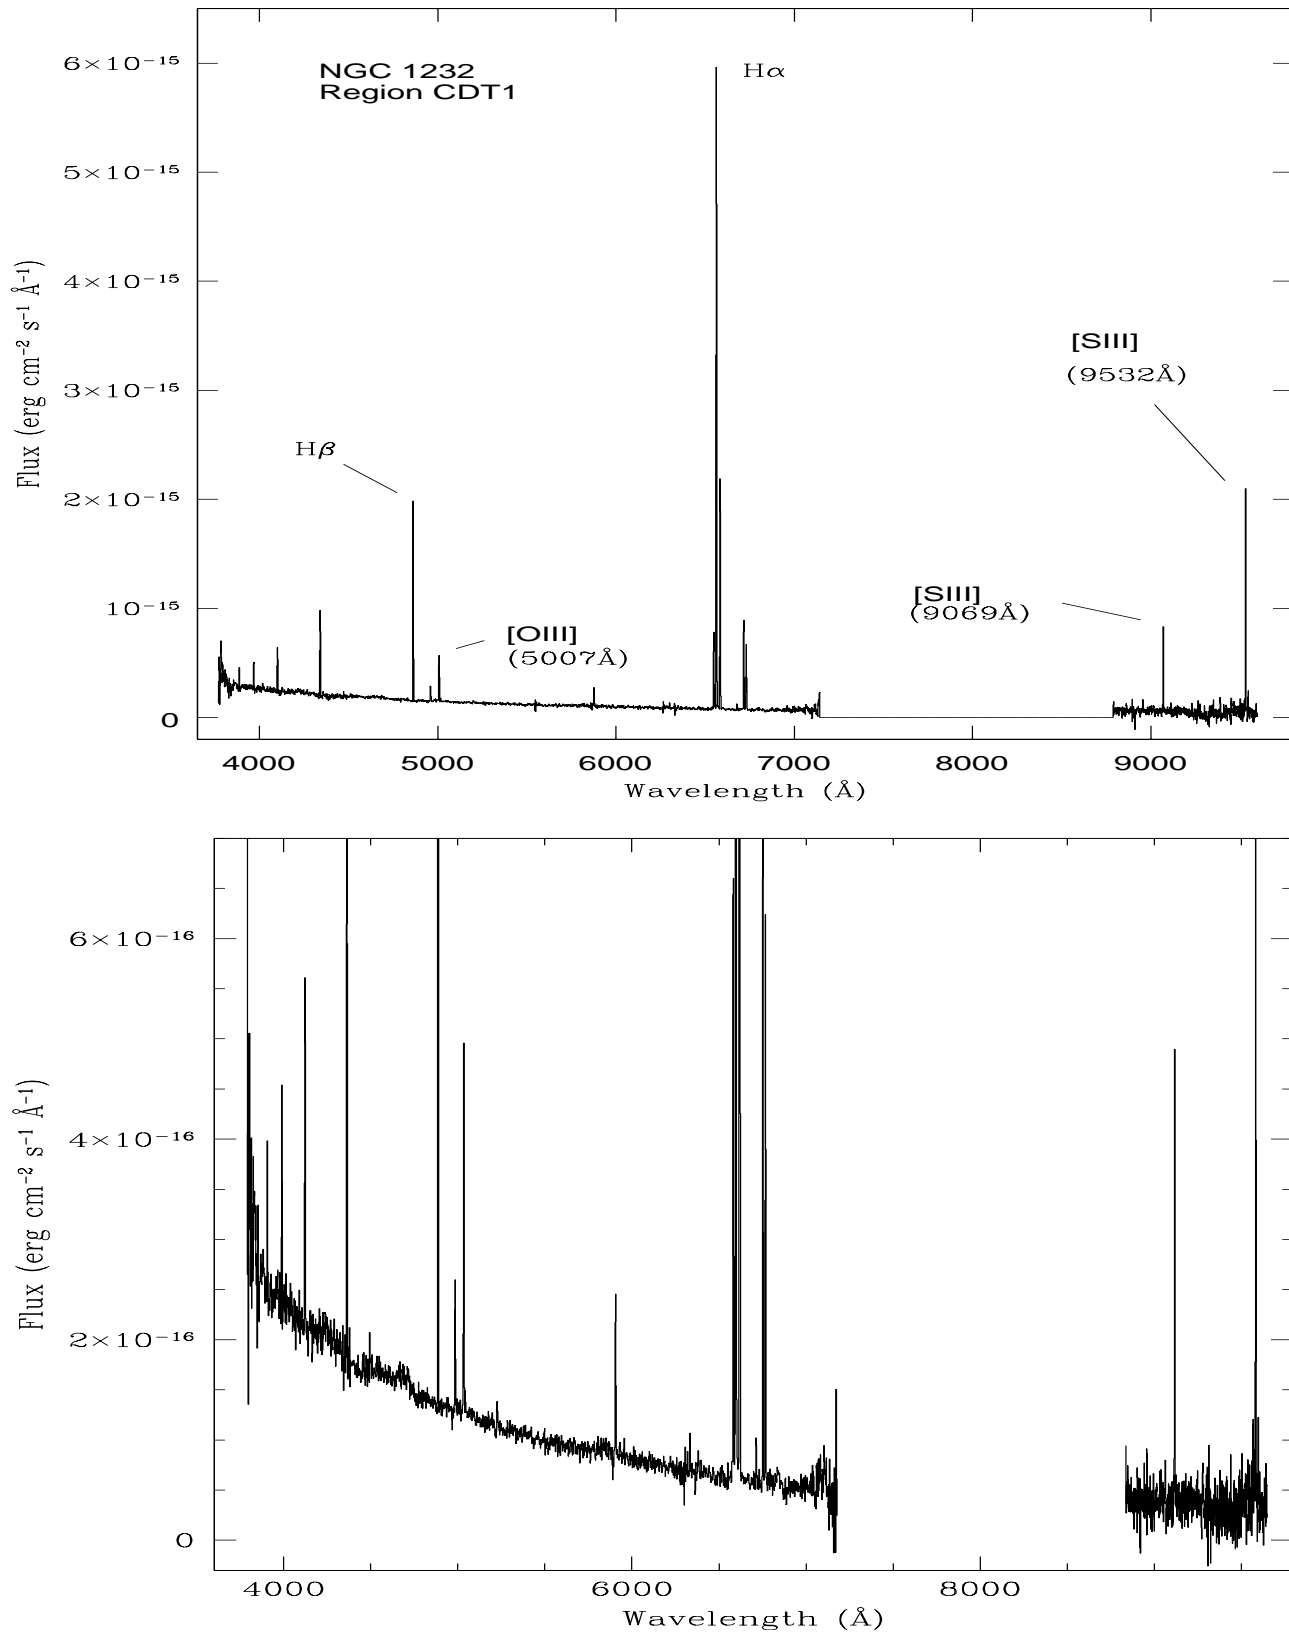 6×10⁻¹⁵
NGC 1232
Region CDT1
Hα
5×10⁻¹⁵
4×10⁻¹⁵
[SIII]
(9532Å)
3×10⁻¹⁵
Hβ
2×10⁻¹⁵
[SIII]
(9069Å)
10⁻¹⁵
[OIII]
(5007Å)
0
Flux (erg cm⁻² s⁻¹ Å⁻¹)
4000 5000 6000 7000 8000 9000
Wavelength (Å)
6×10⁻¹⁶
4×10⁻¹⁶
2×10⁻¹⁶
0
Flux (erg cm⁻² s⁻¹ Å⁻¹)
4000 6000 8000
Wavelength (Å)